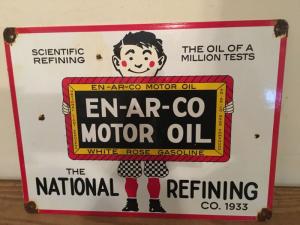 SCIENTIFIC
REFINING
THE OIL OF A
MILLION TESTS
EN-AR-CO MOTOR OIL
EN-AR-CO
MOTOR OIL
WHITE ROSE GASOLINE
THE
NATIONAL REFINING
CO. 1933